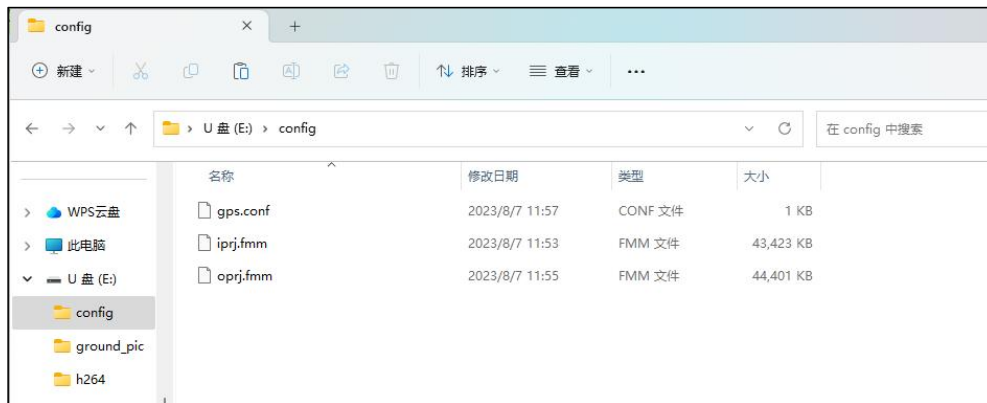 config
新建
排序
查看
U 盘 (E:) > config
在 config 中搜索
名称 修改日期 类型 大小
WPS云盘
此电脑
U 盘 (E:)
config
ground_pic
h264
gps.conf 2023/8/7 11:57 CONF 文件 1 KB
iprj.fmm 2023/8/7 11:53 FMM 文件 43,423 KB
oprj.fmm 2023/8/7 11:55 FMM 文件 44,401 KB